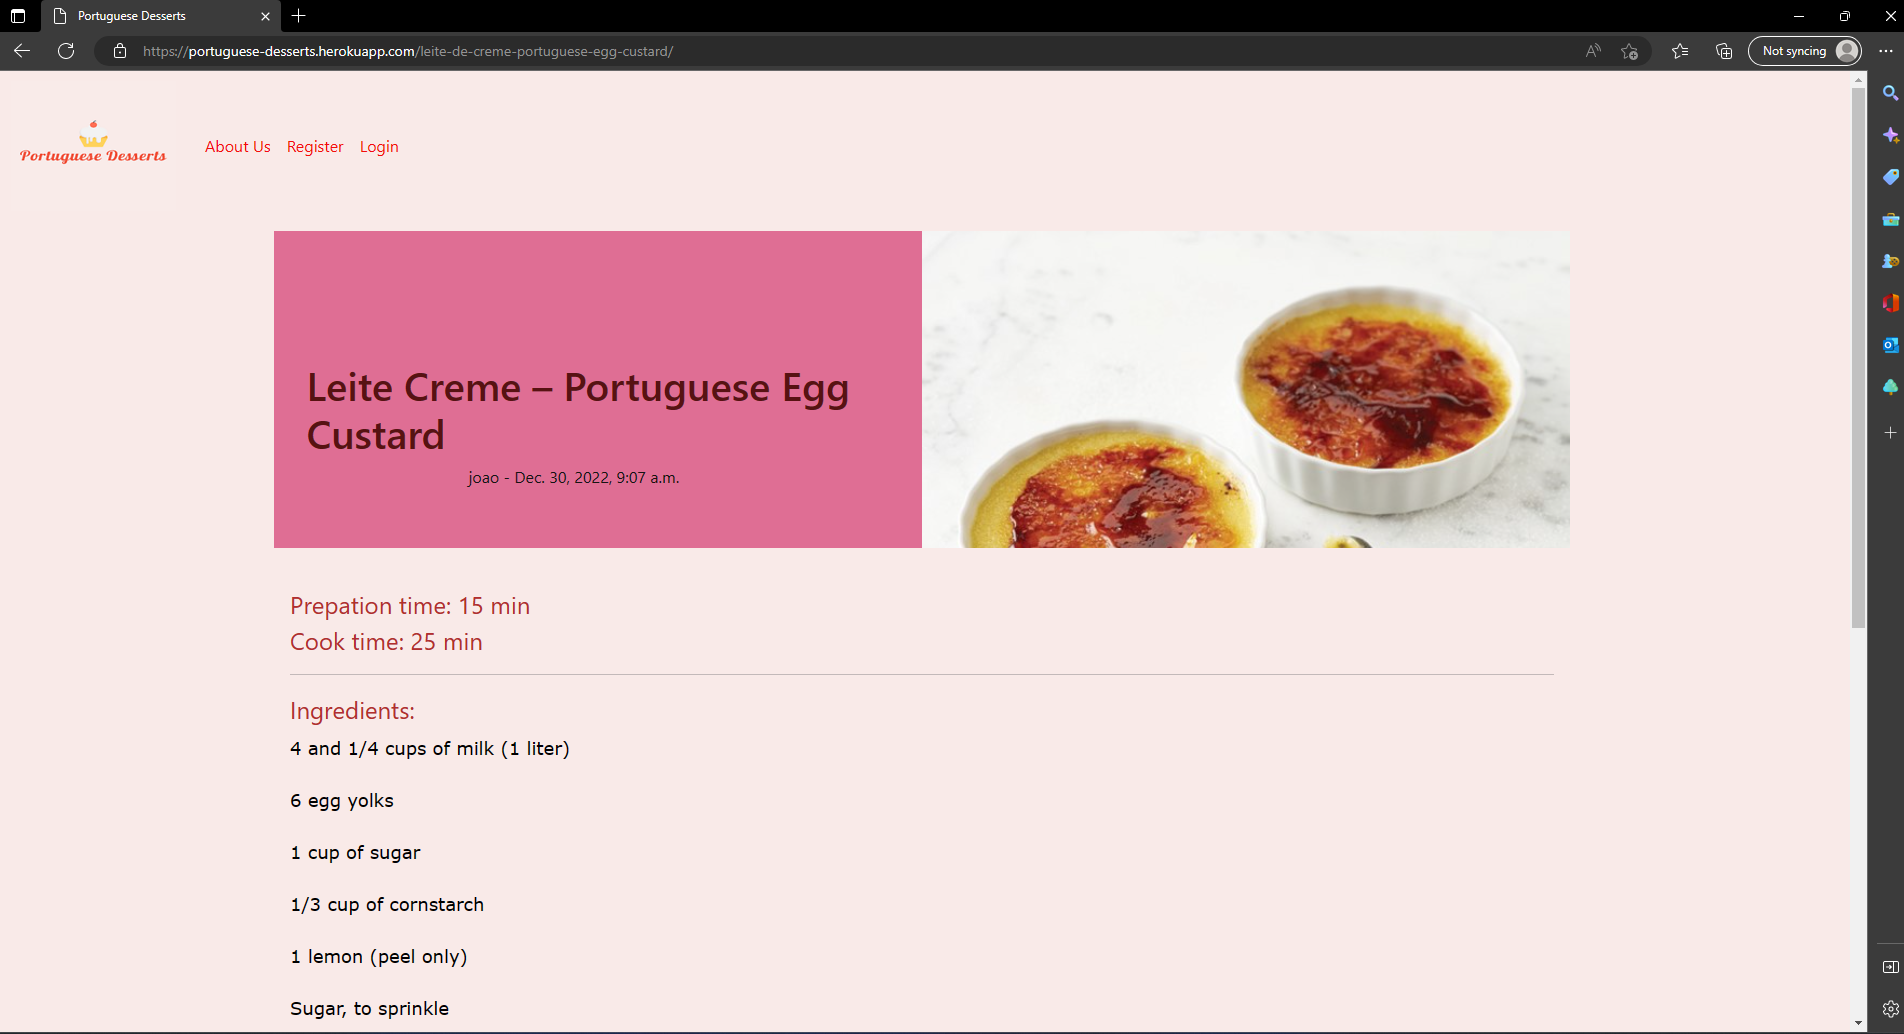 Portuguese Desserts
https://portuguese-desserts.herokuapp.com/leite-de-creme-portuguese-egg-custard/
Not syncing
Portuguese Desserts
About Us Register Login
Leite Creme – Portuguese Egg
Custard
joao - Dec. 30, 2022, 9:07 a.m.
Prepation time: 15 min
Cook time: 25 min
Ingredients:
4 and 1/4 cups of milk (1 liter)
6 egg yolks
1 cup of sugar
1/3 cup of cornstarch
1 lemon (peel only)
Sugar, to sprinkle